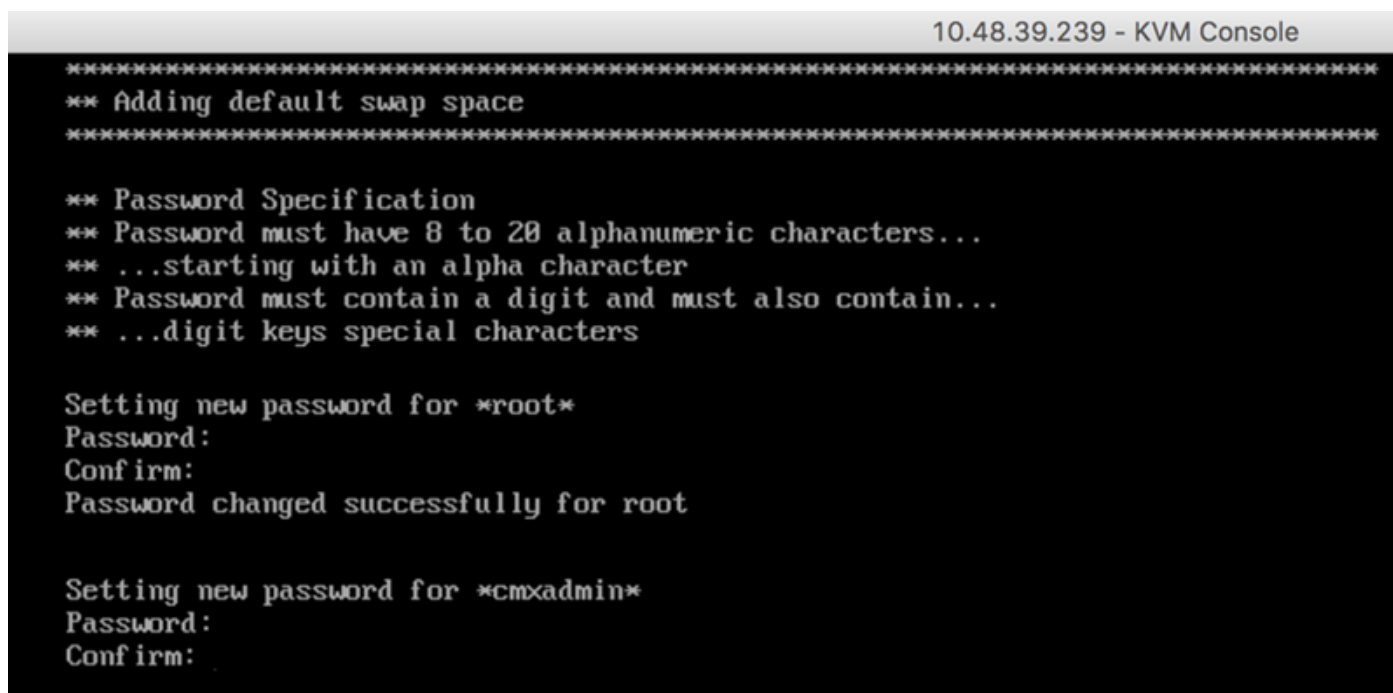 10.48.39.239 - KVM Console
********************************************************************************
** Adding default swap space
********************************************************************************
** Password Specification
** Password must have 8 to 20 alphanumeric characters...
** ...starting with an alpha character
** Password must contain a digit and must also contain...
** ...digit keys special characters
Setting new password for *root*
Password:
Confirm:
Password changed successfully for root
Setting new password for *cmxadmin*
Password:
Confirm: